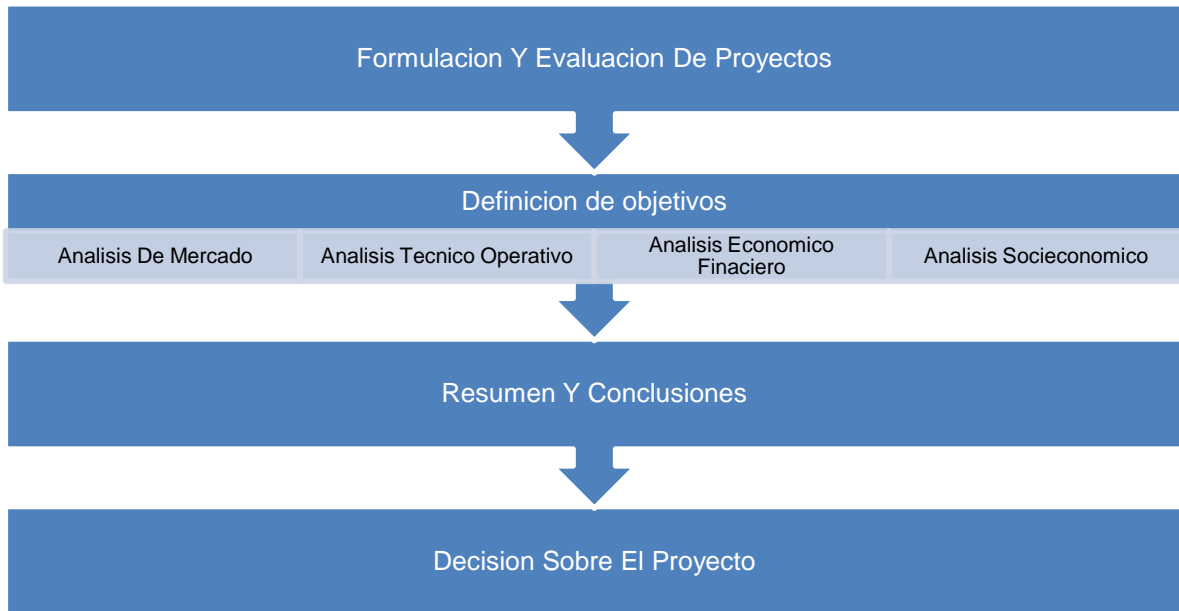 Formulacion Y Evaluacion De Proyectos
Definicion de objetivos
Analisis De Mercado
Analisis Tecnico Operativo
Analisis Economico
Finaciero
Analisis Socieconomico
Resumen Y Conclusiones
Decision Sobre El Proyecto